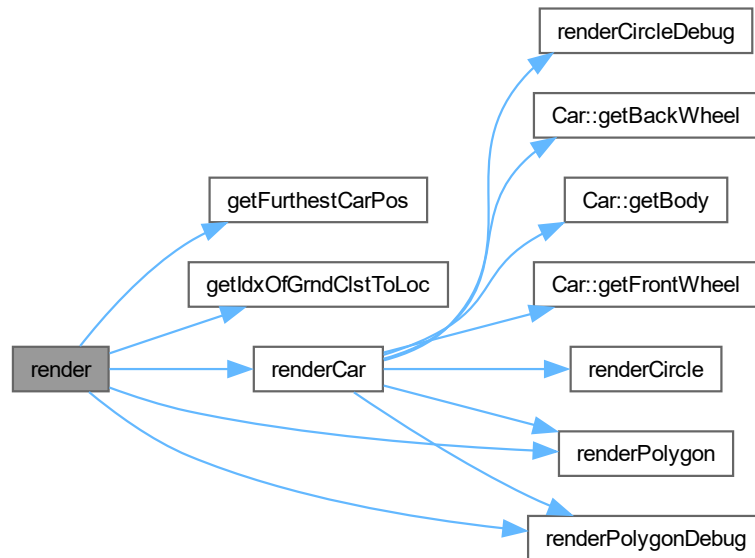 renderCircleDebug
Car::getBackWheel
getFurthestCarPos
Car::getBody
getIdxOfGrndClstToLoc
Car::getFrontWheel
render
renderCar
renderCircle
renderPolygon
renderPolygonDebug